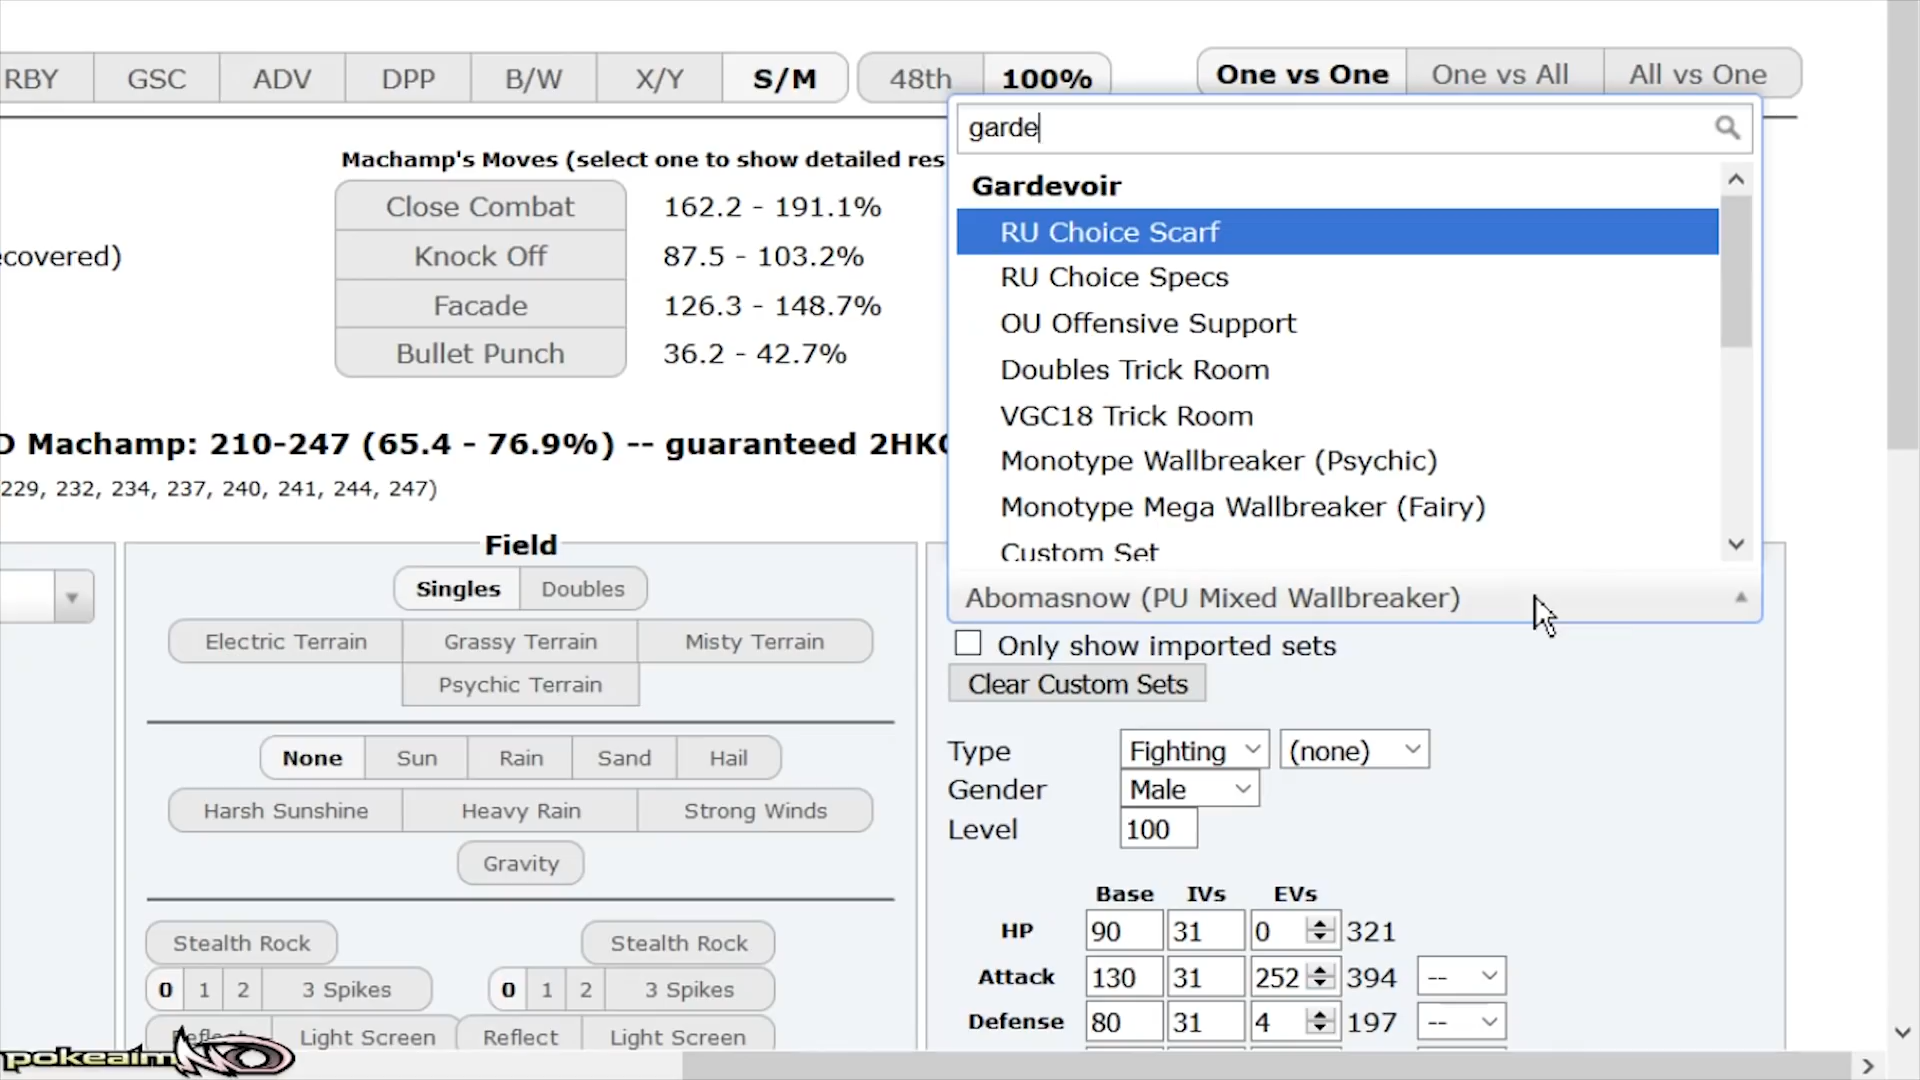 RBY GSC ADV DPP B/W X/Y S/M 48th 100% One vs One One vs All All vs One
garde
Machamp's Moves (select one to show detailed res
Gardevoir
Close Combat 162.2 - 191.1%
RU Choice Scarf
ecovered) Knock Off 87.5 - 103.2%
RU Choice Specs
Facade 126.3 - 148.7%
OU Offensive Support
Bullet Punch 36.2 - 42.7%
Doubles Trick Room
VGC18 Trick Room
D Machamp: 210-247 (65.4 - 76.9%) -- guaranteed 2HKO
Monotype Wallbreaker (Psychic)
229, 232, 234, 237, 240, 241, 244, 247)
Monotype Mega Wallbreaker (Fairy)
Custom Set
Field
Abomasnow (PU Mixed Wallbreaker)
Singles Doubles
Only show imported sets
Electric Terrain Grassy Terrain Misty Terrain
Clear Custom Sets
Psychic Terrain
Type Fighting (none)
None Sun Rain Sand Hail
Gender Male
Harsh Sunshine Heavy Rain Strong Winds
Level 100
Gravity
Base IVs EVs
HP 90 31 0 321
Stealth Rock Stealth Rock
Attack 130 31 252 394 --
0 1 2 3 Spikes 0 1 2 3 Spikes
Defense 80 31 4 197 --
Reflect Light Screen Reflect Light Screen
pokeaimMD